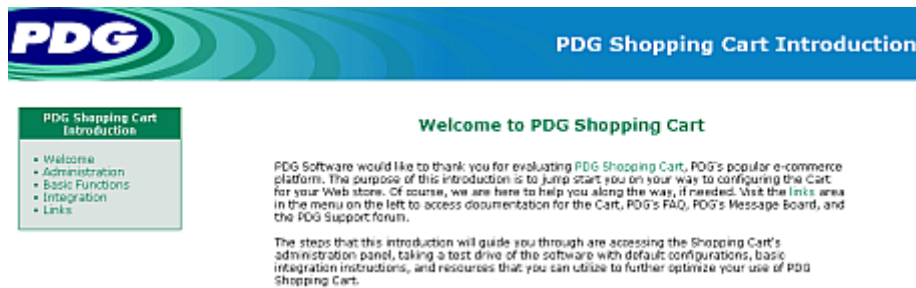 PDG
PDG Shopping Cart Introduction
PDG Shopping Cart
Introduction
• Welcome
• Administration
• Basic Functions
• Integration
• Links
Welcome to PDG Shopping Cart
PDG Software would like to thank you for evaluating PDG Shopping Cart, PDG's popular e-commerce
platform. The purpose of this introduction is to jump start you on your way to configuring the Cart
for your Web store. Of course, we are here to help you along the way, if needed. Visit the links area
in the menu on the left to access documentation for the Cart, PDG's FAQ, PDG's Message Board, and
the PDG Support forum.
The steps that this introduction will guide you through are accessing the Shopping Cart's
administration panel, taking a test drive of the software with default configurations, basic
integration instructions, and resources that you can utilize to further optimize your use of PDG
Shopping Cart.